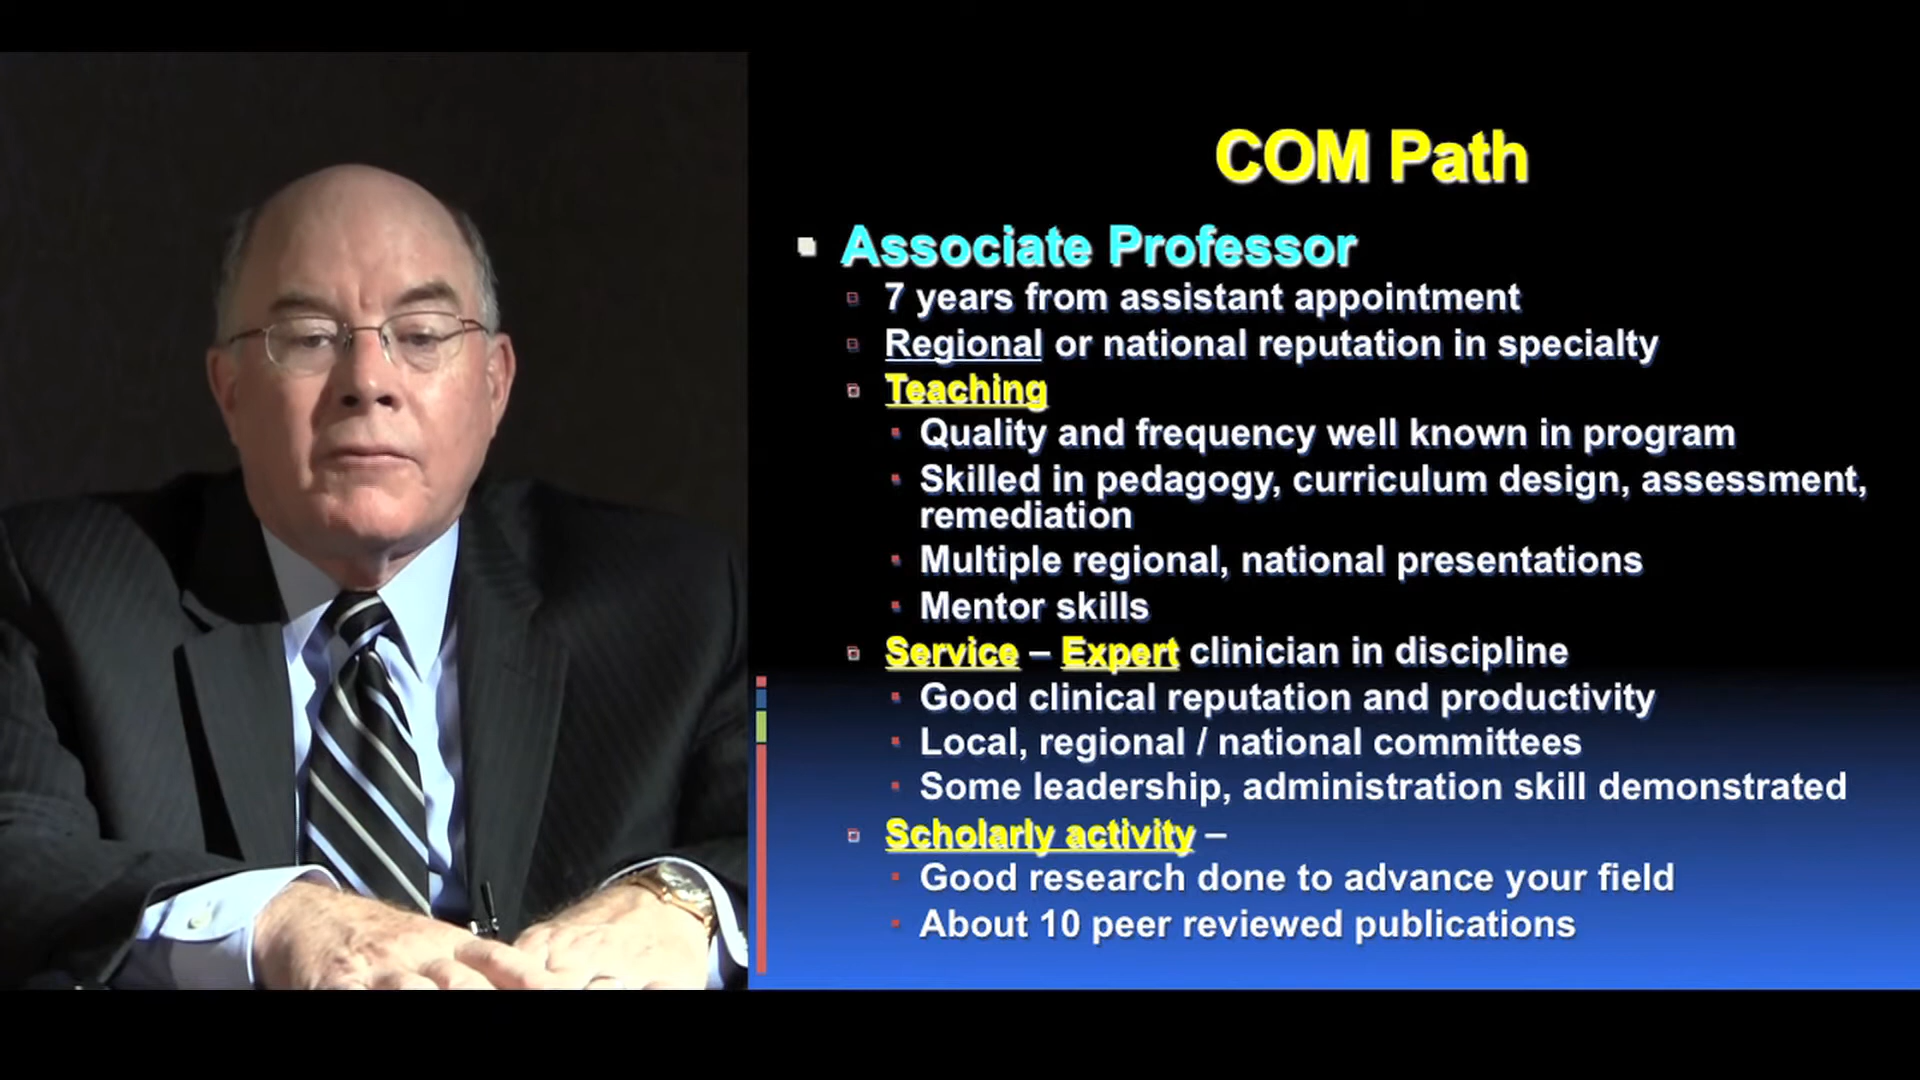 COM Path
Associate Professor
7 years from assistant appointment
Regional or national reputation in specialty
Teaching
Quality and frequency well known in program
Skilled in pedagogy, curriculum design, assessment,
remediation
Multiple regional, national presentations
Mentor skills
Service – Expert clinician in discipline
Good clinical reputation and productivity
Local, regional / national committees
Some leadership, administration skill demonstrated
Scholarly activity –
Good research done to advance your field
About 10 peer reviewed publications